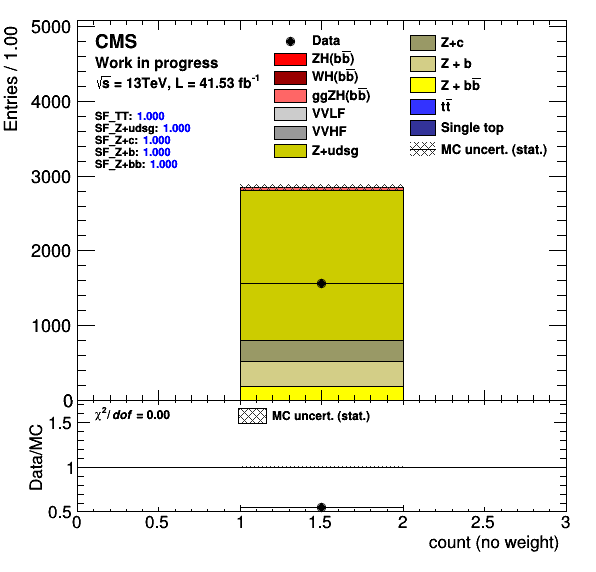 Entries / 1.00
5000
4000
3000
2000
1000
0
CMS
Work in progress
√s = 13TeV, L = 41.53 fb⁻¹
SF_TT: 1.000
SF_Z+udsg: 1.000
SF_Z+c: 1.000
SF_Z+b: 1.000
SF_Z+bb: 1.000
Data
ZH(bb̅)
WH(bb̅)
ggZH(bb̅)
VVLF
VVHF
Z+udsg
Z+c
Z + b
Z + bb̅
tt̅
Single top
MC uncert. (stat.)
Data/MC
1.5
1
0.5
χ²/dof = 0.00
MC uncert. (stat.)
0 0.5 1 1.5 2 2.5 3
count (no weight)